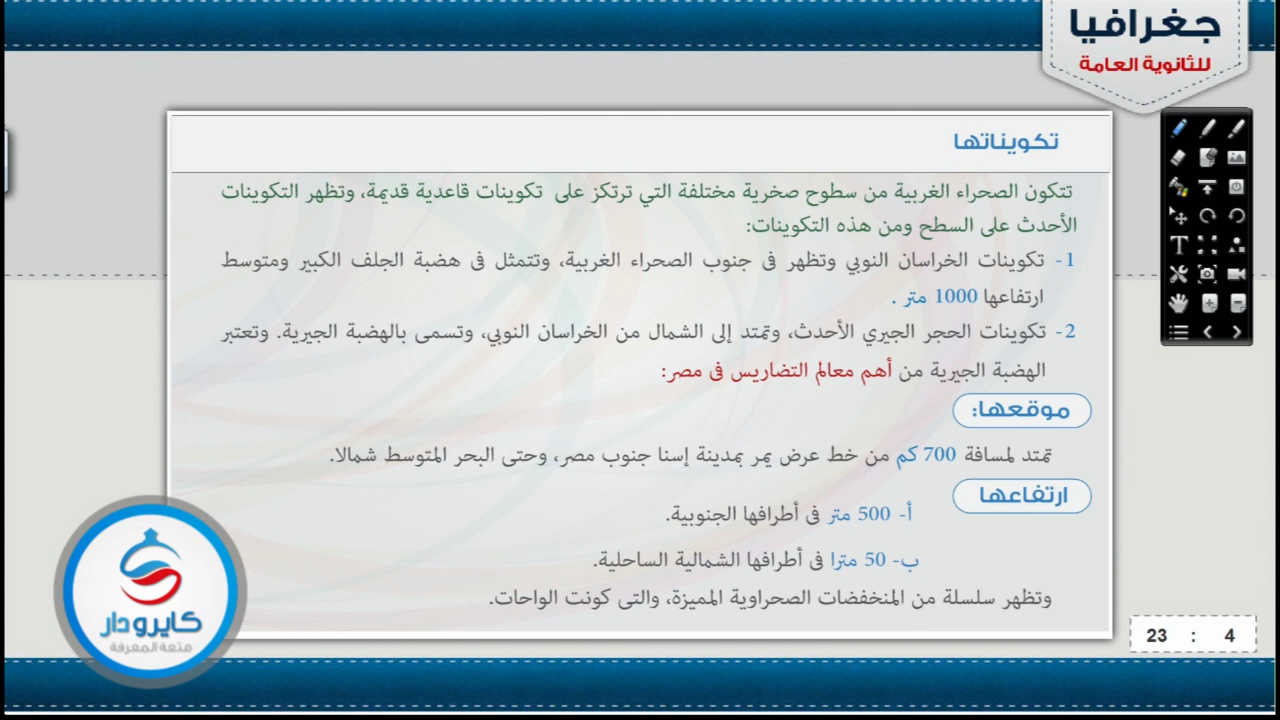 جغرافيا
للثانوية العامة
تكويناتها
تتكون الصحراء الغربية من سطوح صخرية مختلفة التي ترتكز على تكوينات قاعدية قديمة، وتظهر التكوينات
الأحدث على السطح ومن هذه التكوينات:
1- تكوينات الخراسان النوبي وتظهر فى جنوب الصحراء الغربية، وتتمثل فى هضبة الجلف الكبير ومتوسط
ارتفاعها 1000 متر .
2- تكوينات الحجر الجيري الأحدث، وتمتد إلى الشمال من الخراسان النوبي، وتسمى بالهضبة الجيرية. وتعتبر
الهضبة الجيرية من أهم معالم التضاريس فى مصر:
موقعها:
تمتد لمسافة 700 كم من خط عرض يمر بمدينة إسنا جنوب مصر، وحتى البحر المتوسط شمالا.
ارتفاعها
أ- 500 متر فى أطرافها الجنوبية.
ب- 50 مترا فى أطرافها الشمالية الساحلية.
وتظهر سلسلة من المنخفضات الصحراوية المميزة، والتى كونت الواحات.
كايرودار
متعة المعرفة
23 : 4